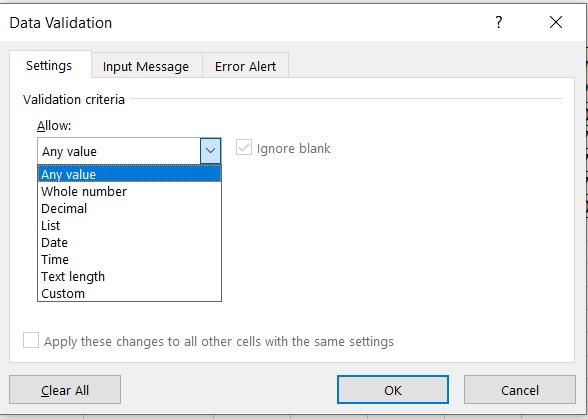 Data Validation
?
Settings Input Message Error Alert
Validation criteria
Allow:
Any value
Ignore blank
Any value
Whole number
Decimal
List
Date
Time
Text length
Custom
Apply these changes to all other cells with the same settings
Clear All OK Cancel